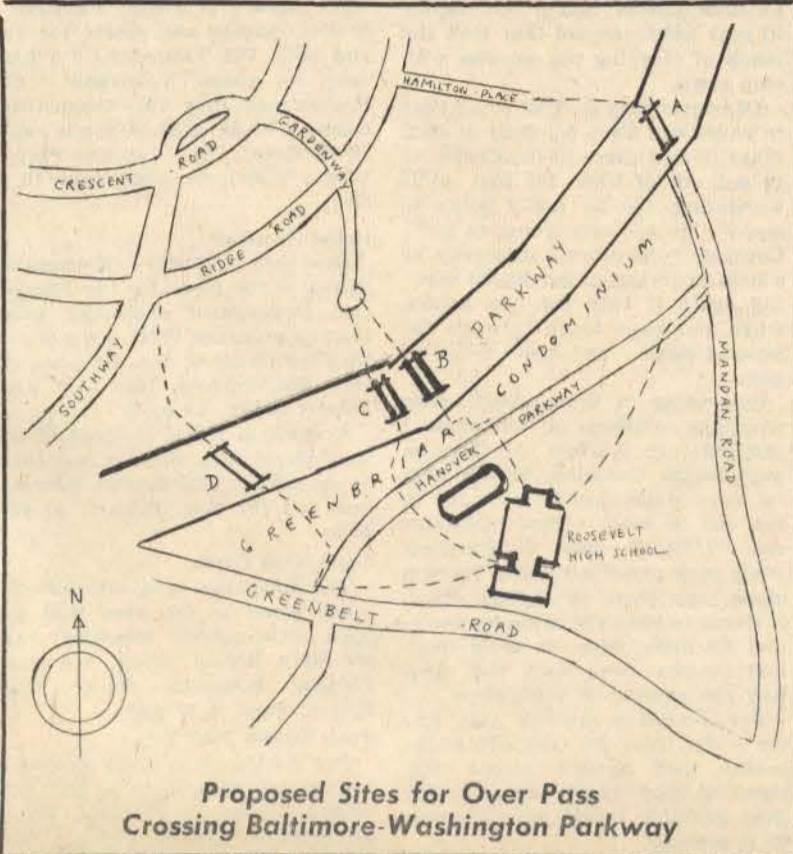 HAMILTON PLACE
A
GARDENWAY
CRESCENT ROAD
RIDGE ROAD
SOUTHWAY
PARKWAY
B
C
D
GREENBRIAR CONDOMINIUM
HANOVER PARKWAY
MANDAN ROAD
ROOSEVELT
HIGH SCHOOL
GREENBELT ROAD
N
Proposed Sites for Over Pass
Crossing Baltimore-Washington Parkway